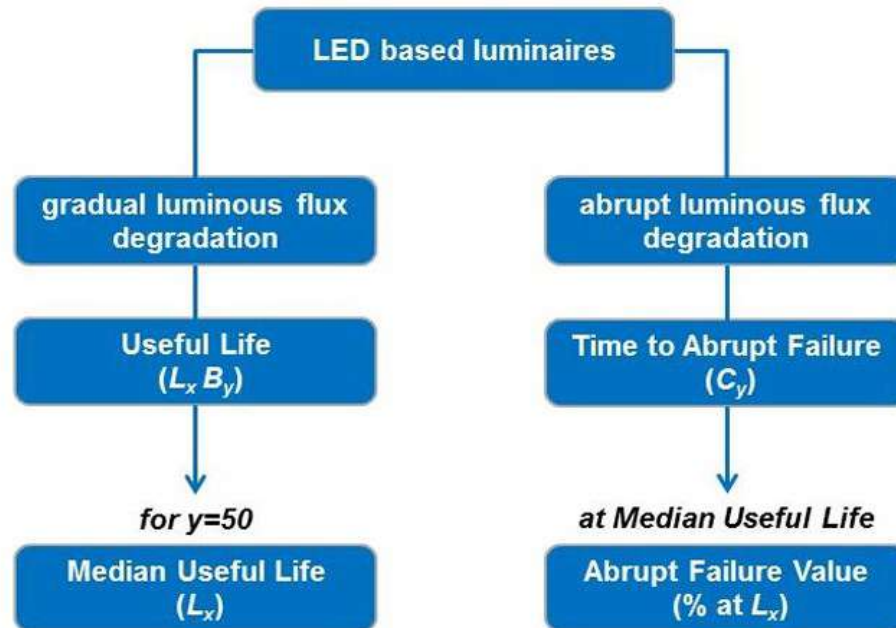 LED based luminaires
gradual luminous flux
degradation
Useful Life
(Lx By)
for y=50
Median Useful Life
(Lx)
abrupt luminous flux
degradation
Time to Abrupt Failure
(Cy)
at Median Useful Life
Abrupt Failure Value
(% at Lx)